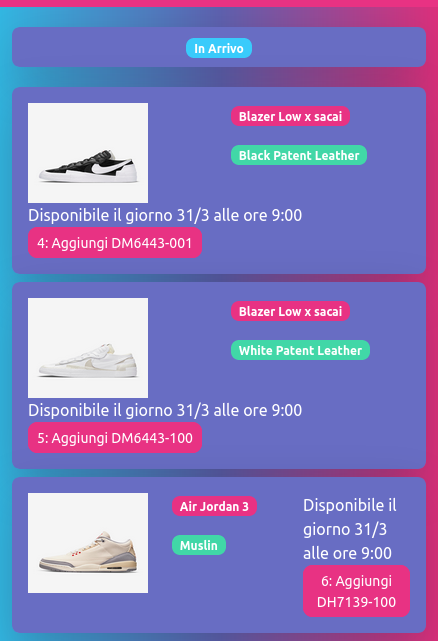 In Arrivo
Blazer Low x sacai
Black Patent Leather
Disponibile il giorno 31/3 alle ore 9:00
4: Aggiungi DM6443-001
Blazer Low x sacai
White Patent Leather
Disponibile il giorno 31/3 alle ore 9:00
5: Aggiungi DM6443-100
Air Jordan 3
Muslin
Disponibile il
giorno 31/3
alle ore 9:00
6: Aggiungi
DH7139-100